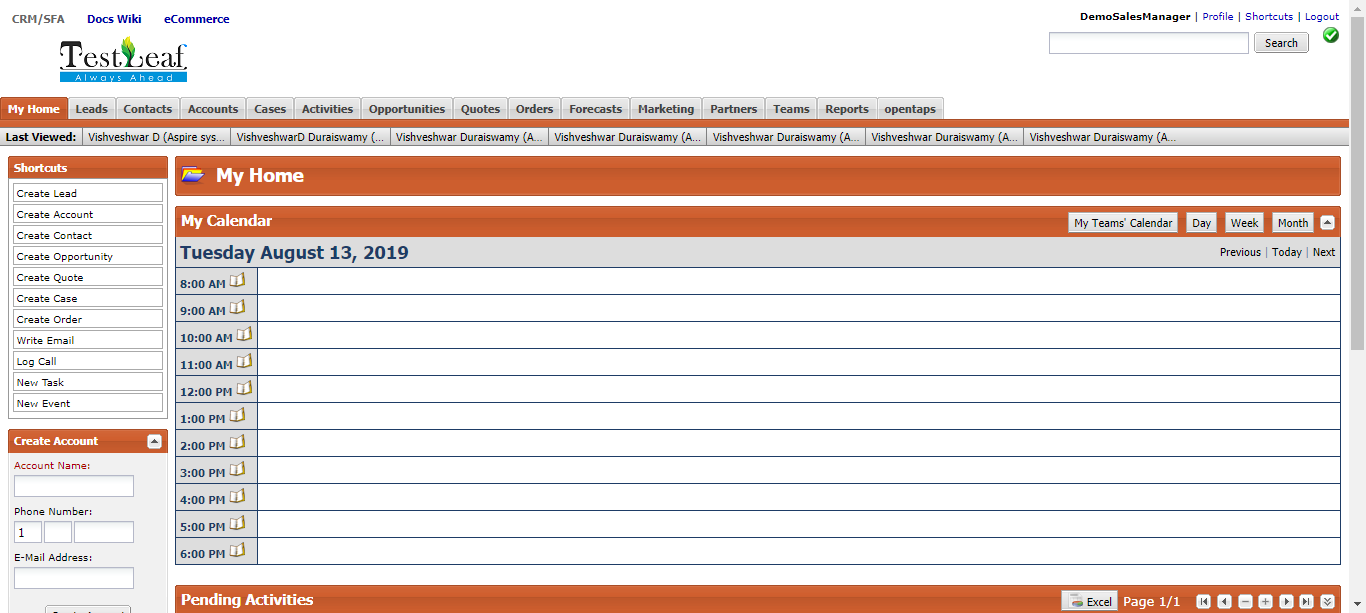 CRM/SFA Docs Wiki eCommerce
DemoSalesManager | Profile | Shortcuts | Logout
Search
TestLeaf
Always Ahead
My Home Leads Contacts Accounts Cases Activities Opportunities Quotes Orders Forecasts Marketing Partners Teams Reports opentaps
Last Viewed: Vishveshwar D (Aspire sys... VishveshwarD Duraiswamy (... Vishveshwar Duraiswamy (A... Vishveshwar Duraiswamy (A... Vishveshwar Duraiswamy (A... Vishveshwar Duraiswamy (A... Vishveshwar Duraiswamy (A...
Shortcuts
Create Lead
Create Account
Create Contact
Create Opportunity
Create Quote
Create Case
Create Order
Write Email
Log Call
New Task
New Event
Create Account
Account Name:
Phone Number:
1
E-Mail Address:
My Home
My Calendar My Teams' Calendar Day Week Month
Tuesday August 13, 2019 Previous | Today | Next
8:00 AM
9:00 AM
10:00 AM
11:00 AM
12:00 PM
1:00 PM
2:00 PM
3:00 PM
4:00 PM
5:00 PM
6:00 PM
Pending Activities Excel Page 1/1